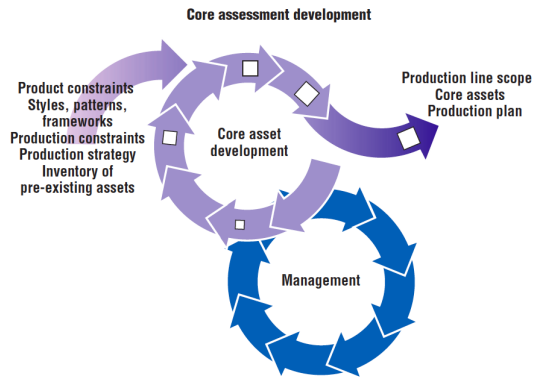 Core assessment development
Product constraints
Styles, patterns,
frameworks
Production constraints
Production strategy
Inventory of
pre-existing assets
Core asset
development
Production line scope
Core assets
Production plan
Management